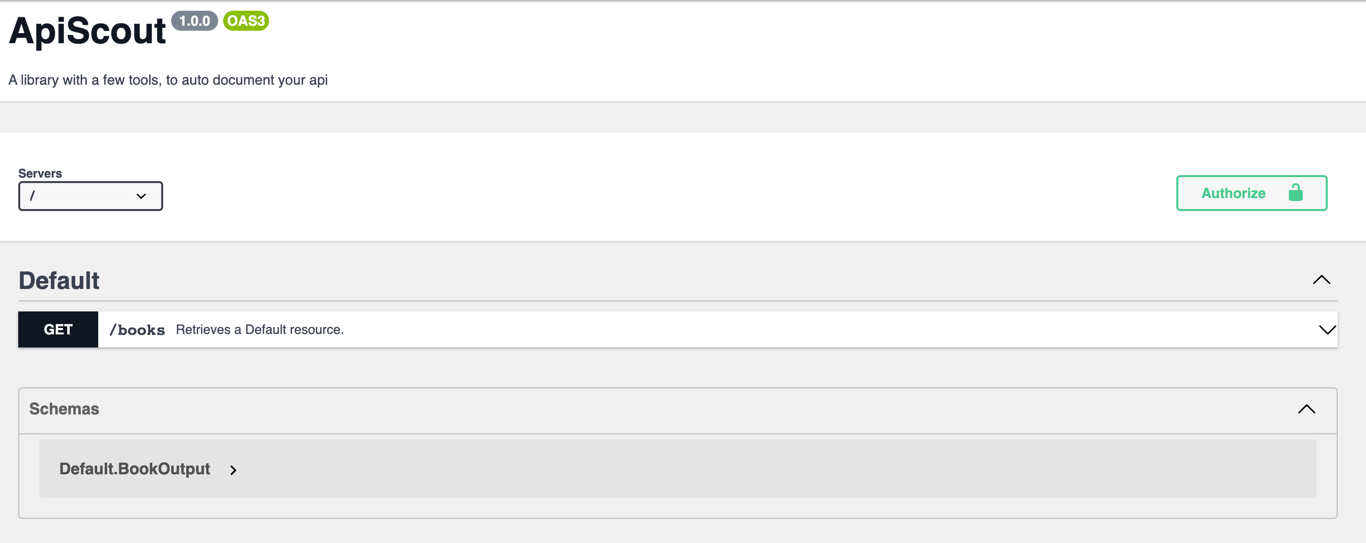 ApiScout 1.0.0 OAS3
A library with a few tools, to auto document your api
Servers
/
Authorize
Default
GET /books Retrieves a Default resource.
Schemas
Default.BookOutput